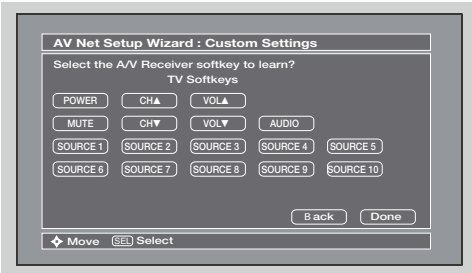 AV Net Setup Wizard : Custom Settings
Select the A/V Receiver softkey to learn?
TV Softkeys
POWER CH▲ VOL▲
MUTE CH▼ VOL▼ AUDIO
SOURCE 1 SOURCE 2 SOURCE 3 SOURCE 4 SOURCE 5
SOURCE 6 SOURCE 7 SOURCE 8 SOURCE 9 SOURCE 10
Back Done
Move SEL Select